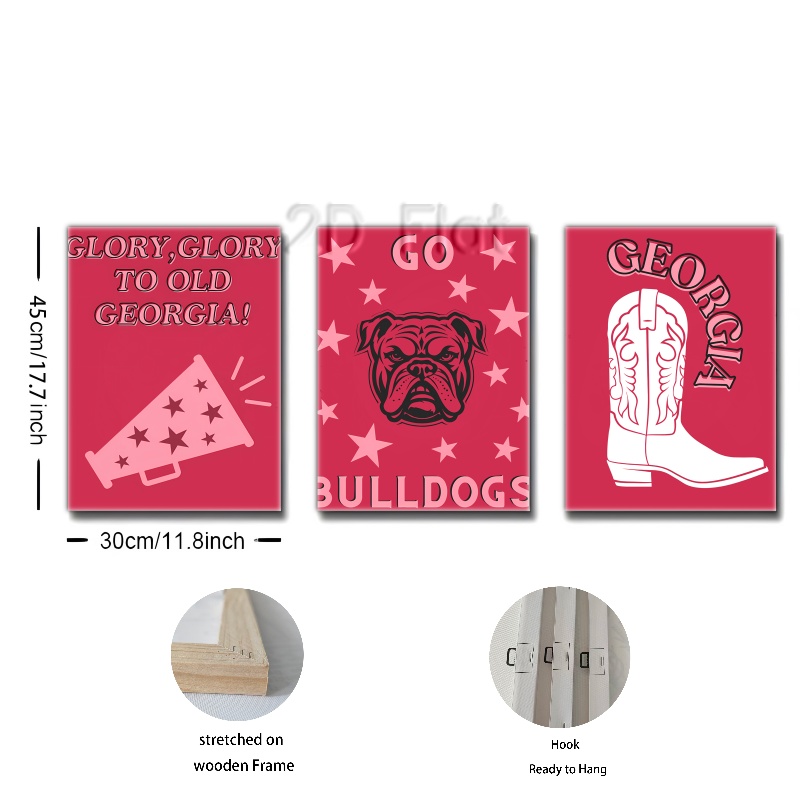 2D Flat
GLORY, GLORY
TO OLD
GEORGIA!
GO
BULLDOGS
GEORGIA
45cm/17.7inch
30cm/11.8inch
stretched on
wooden Frame
Hook
Ready to Hang